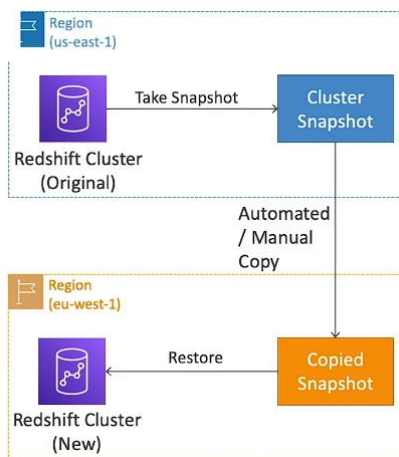 Region
(us-east-1)
Take Snapshot
Cluster
Snapshot
Redshift Cluster
(Original)
Automated
/ Manual
Copy
Region
(eu-west-1)
Restore
Copied
Snapshot
Redshift Cluster
(New)